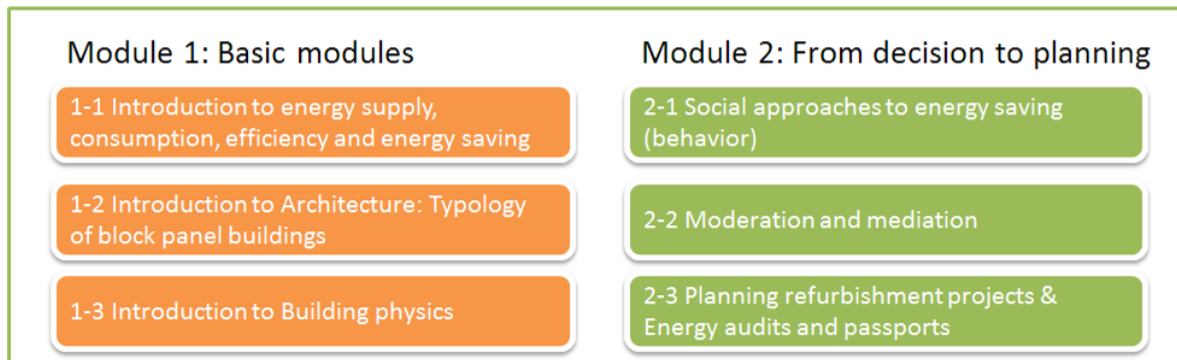 Module 1: Basic modules
1-1 Introduction to energy supply,
consumption, efficiency and energy saving
1-2 Introduction to Architecture: Typology
of block panel buildings
1-3 Introduction to Building physics
Module 2: From decision to planning
2-1 Social approaches to energy saving
(behavior)
2-2 Moderation and mediation
2-3 Planning refurbishment projects &
Energy audits and passports